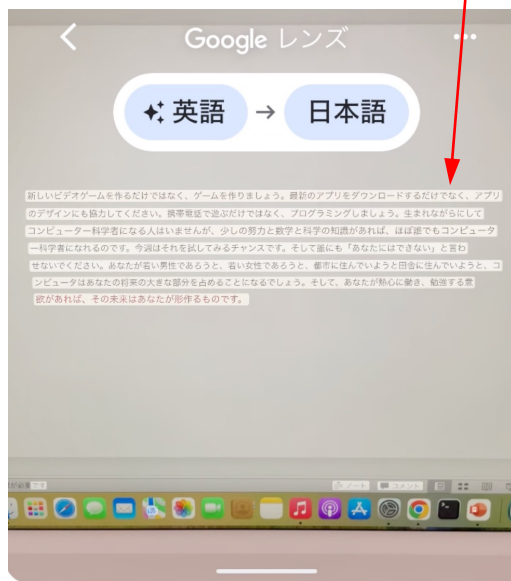 Google レンズ
英語 → 日本語
新しいビデオゲームを作るだけではなく、ゲームを作りましょう。最新のアプリをダウンロードするだけでなく、アプリ
のデザインにも協力してください。携帯電話で遊ぶだけではなく、プログラミングしましょう。生まれながらにして
コンピューター科学者になる人はいませんが、少しの努力と数学と科学の知識があれば、ほぼ誰でもコンピュータ
ー科学者になれるのです。今週はそれを試してみるチャンスです。そして誰にも「あなたにはできない」と言わ
せないでください。あなたが若い男性であろうと、若い女性であろうと、都市に住んでいようと田舎に住んでいようと、コ
ンピュータはあなたの将来の大きな部分を占めることになるでしょう。そして、あなたが熱心に働き、勉強する意
欲があれば、その未来はあなたが形作るものです。
ノート コメント